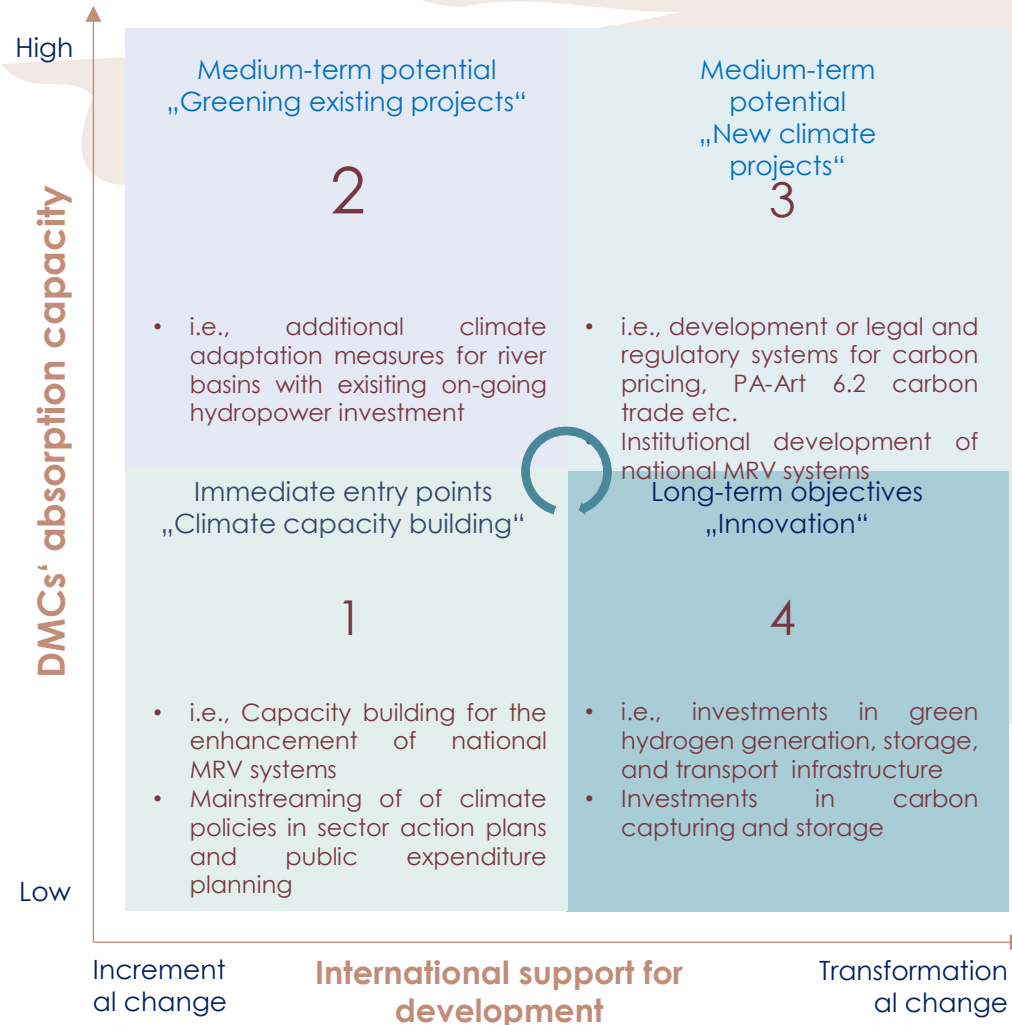 High
Medium-term potential
„Greening existing projects“
2
• i.e., additional climate
adaptation measures for river
basins with exisiting on-going
hydropower investment
Medium-term
potential
„New climate
projects“
3
• i.e., development or legal and
regulatory systems for carbon
pricing, PA-Art 6.2 carbon
trade etc.
• Institutional development of
national MRV systems
DMCs‘ absorption capacity
Immediate entry points
„Climate capacity building“
1
• i.e., Capacity building for the
enhancement of national
MRV systems
• Mainstreaming of of climate
policies in sector action plans
and public expenditure
planning
Long-term objectives
„Innovation“
4
• i.e., investments in green
hydrogen generation, storage,
and transport infrastructure
• Investments in carbon
capturing and storage
Low
Increment
al change
International support for
development
Transformation
al change